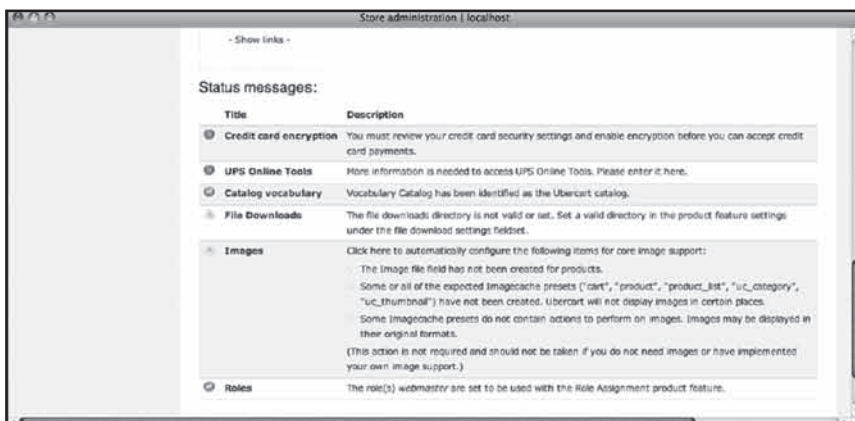 Store administration | localhost
- Show links -
Status messages:
Title Description
Credit card encryption You must review your credit card security settings and enable encryption before you can accept credit
card payments.
UPS Online Tools More information is needed to access UPS Online Tools. Please enter it here.
Catalog vocabulary Vocabulary Catalog has been identified as the Ubercart catalog.
File Downloads The file downloads directory is not valid or set. Set a valid directory in the product feature settings
under the file download settings fieldset.
Images Click here to automatically configure the following items for core image support:
The Image file field has not been created for products.
Some or all of the expected Imagecache presets ("cart", "product", "product_list", "uc_category",
"uc_thumbnail") have not been created. Ubercart will not display images in certain places.
Some Imagecache presets do not contain actions to perform on images. Images may be displayed in
their original formats.
(This action is not required and should not be taken if you do not need images or have implemented
your own image support.)
Roles The role(s) webmaster are set to be used with the Role Assignment product feature.